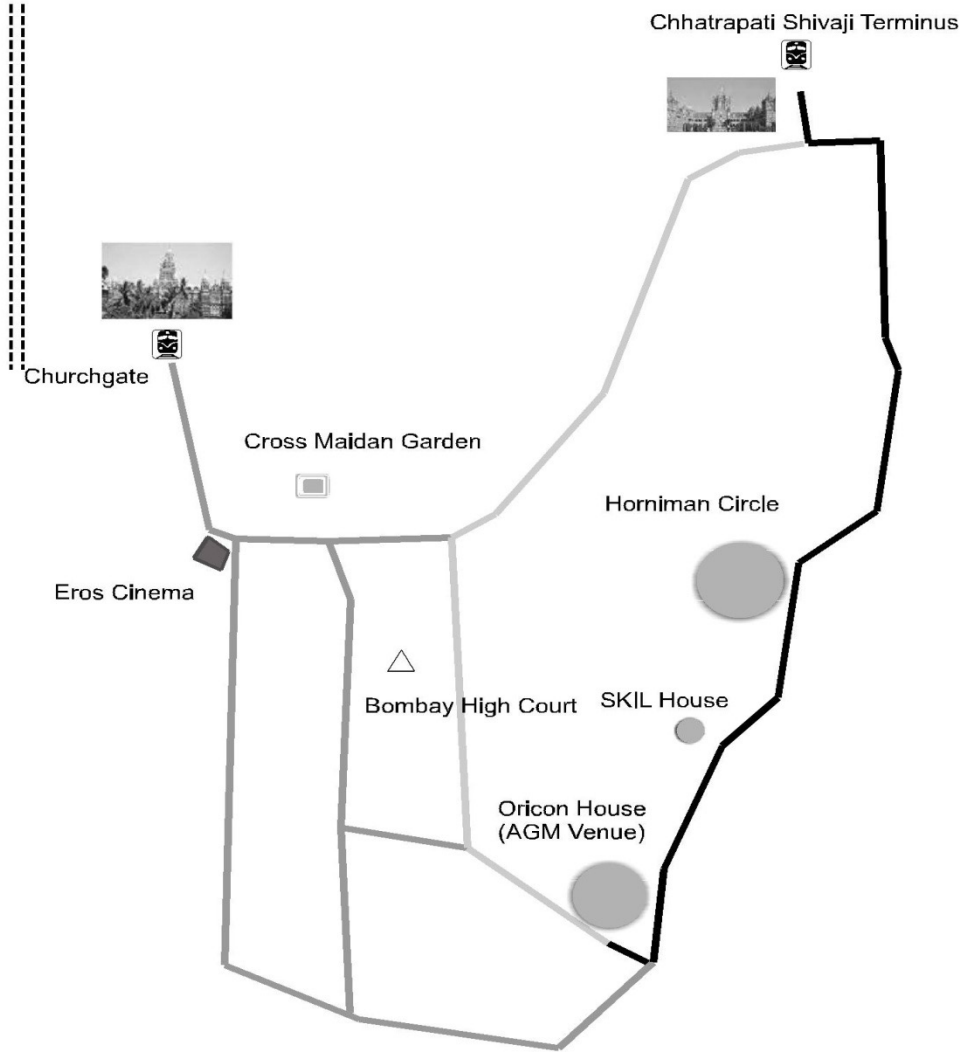 Chhatrapati Shivaji Terminus
Churchgate
Cross Maidan Garden
Horniman Circle
Eros Cinema
Bombay High Court
SKIL House
Oricon House
(AGM Venue)